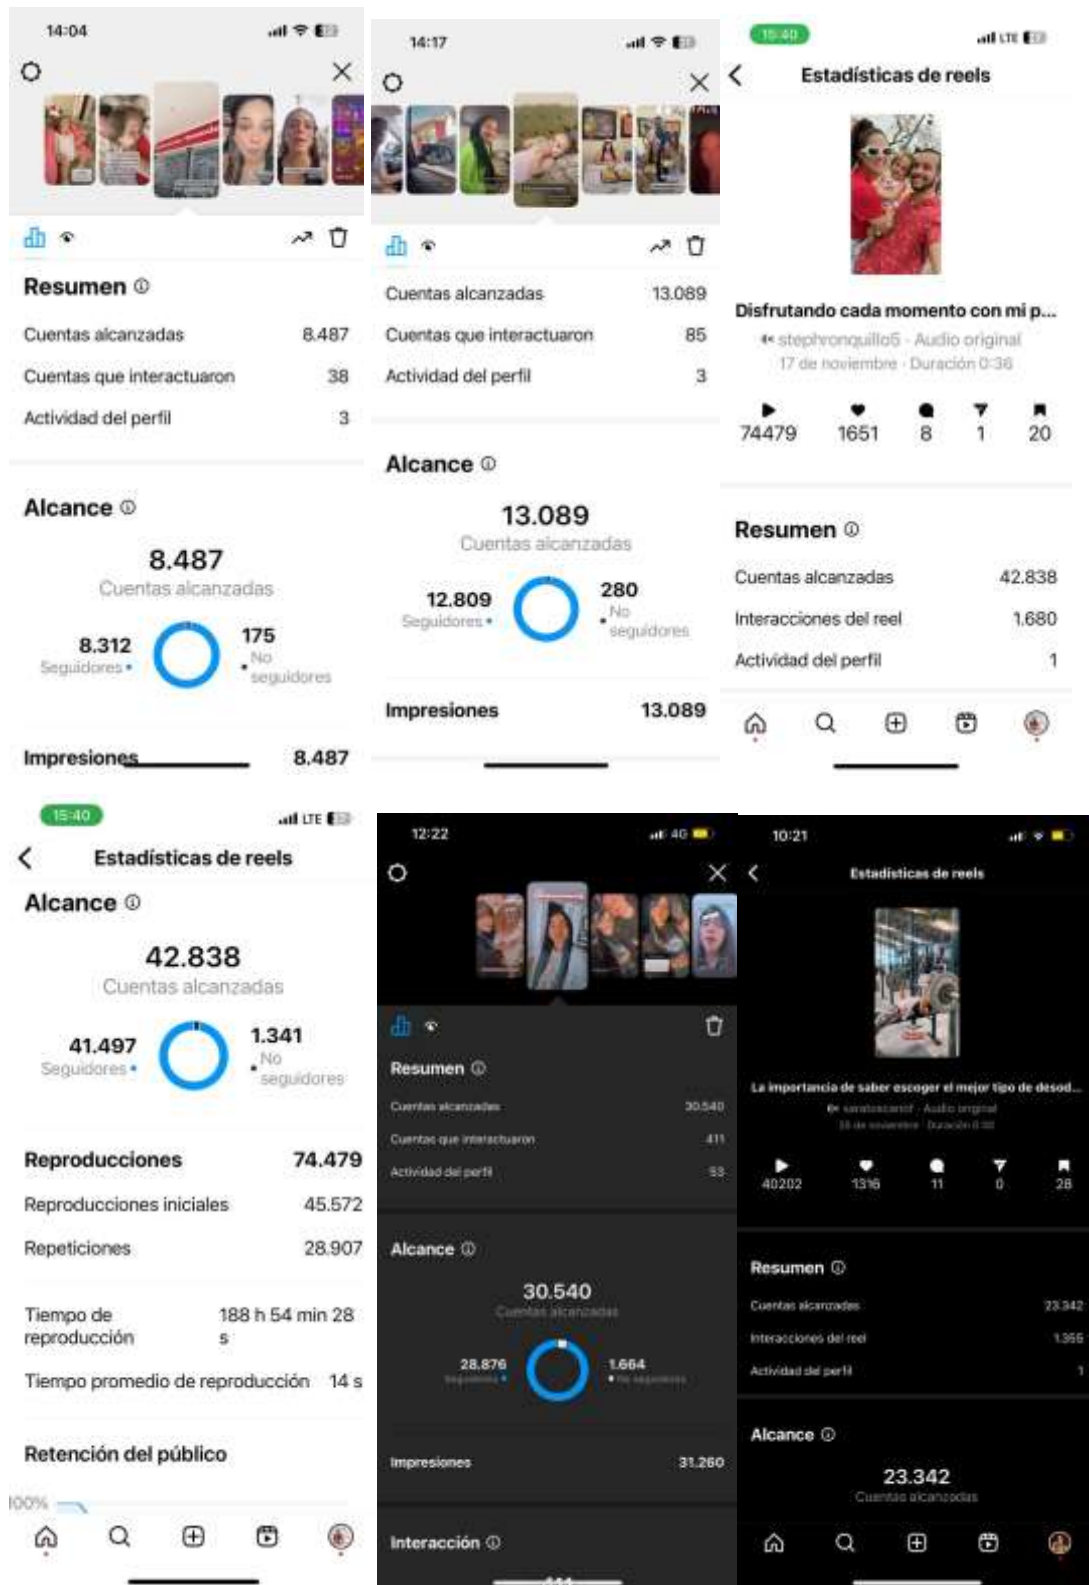 14:04
Resumen
Cuentas alcanzadas 8.487
Cuentas que interactuaron 38
Actividad del perfil 3
Alcance
8.487
Cuentas alcanzadas
8.312
Seguidores
175
No
seguidores
Impresiones 8.487
14:17
Cuentas alcanzadas 13.089
Cuentas que interactuaron 85
Actividad del perfil 3
Alcance
13.089
Cuentas alcanzadas
12.809
Seguidores
280
No
seguidores
Impresiones 13.089
15:40
LTE
Estadísticas de reels
Disfrutando cada momento con mi p...
stephronquillo5 · Audio original
17 de noviembre · Duración 0:36
74479 1651 8 1 20
Resumen
Cuentas alcanzadas 42.838
Interacciones del reel 1.680
Actividad del perfil 1
15:40
LTE
Estadísticas de reels
Alcance
42.838
Cuentas alcanzadas
41.497
Seguidores
1.341
No
seguidores
Reproducciones 74.479
Reproducciones iniciales 45.572
Repeticiones 28.907
Tiempo de 188 h 54 min 28
reproducción s
Tiempo promedio de reproducción 14 s
Retención del público
100%
12:22
4G
Resumen
Cuentas alcanzadas 30.540
Cuentas que interactuaron 411
Actividad del perfil 53
Alcance
30.540
Cuentas alcanzadas
28.876
Seguidores
1.664
No seguidores
Impresiones 31.260
Interacción
10:21
Estadísticas de reels
La importancia de saber escoger el mejor tipo de desod...
Audio original
de noviembre · Duración
40202 1316 11 0 28
Resumen
Cuentas alcanzadas 23.342
Interacciones del reel 1.355
Actividad del perfil 1
Alcance
23.342
Cuentas alcanzadas